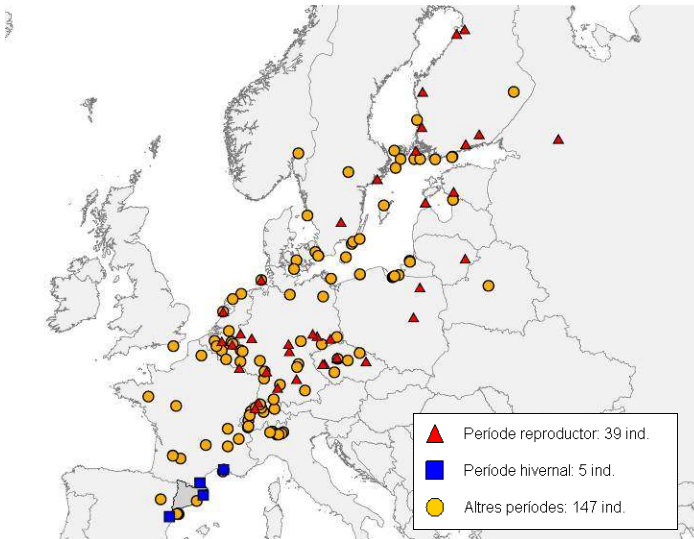 Període reproductor: 39 ind.
Període hivernal: 5 ind.
Altres períodes: 147 ind.